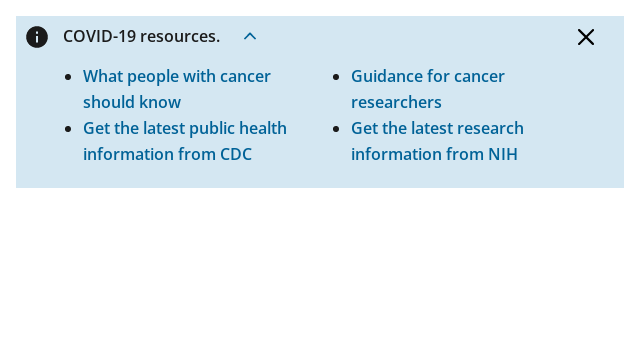 COVID-19 resources.
What people with cancer
should know
Get the latest public health
information from CDC
Guidance for cancer
researchers
Get the latest research
information from NIH